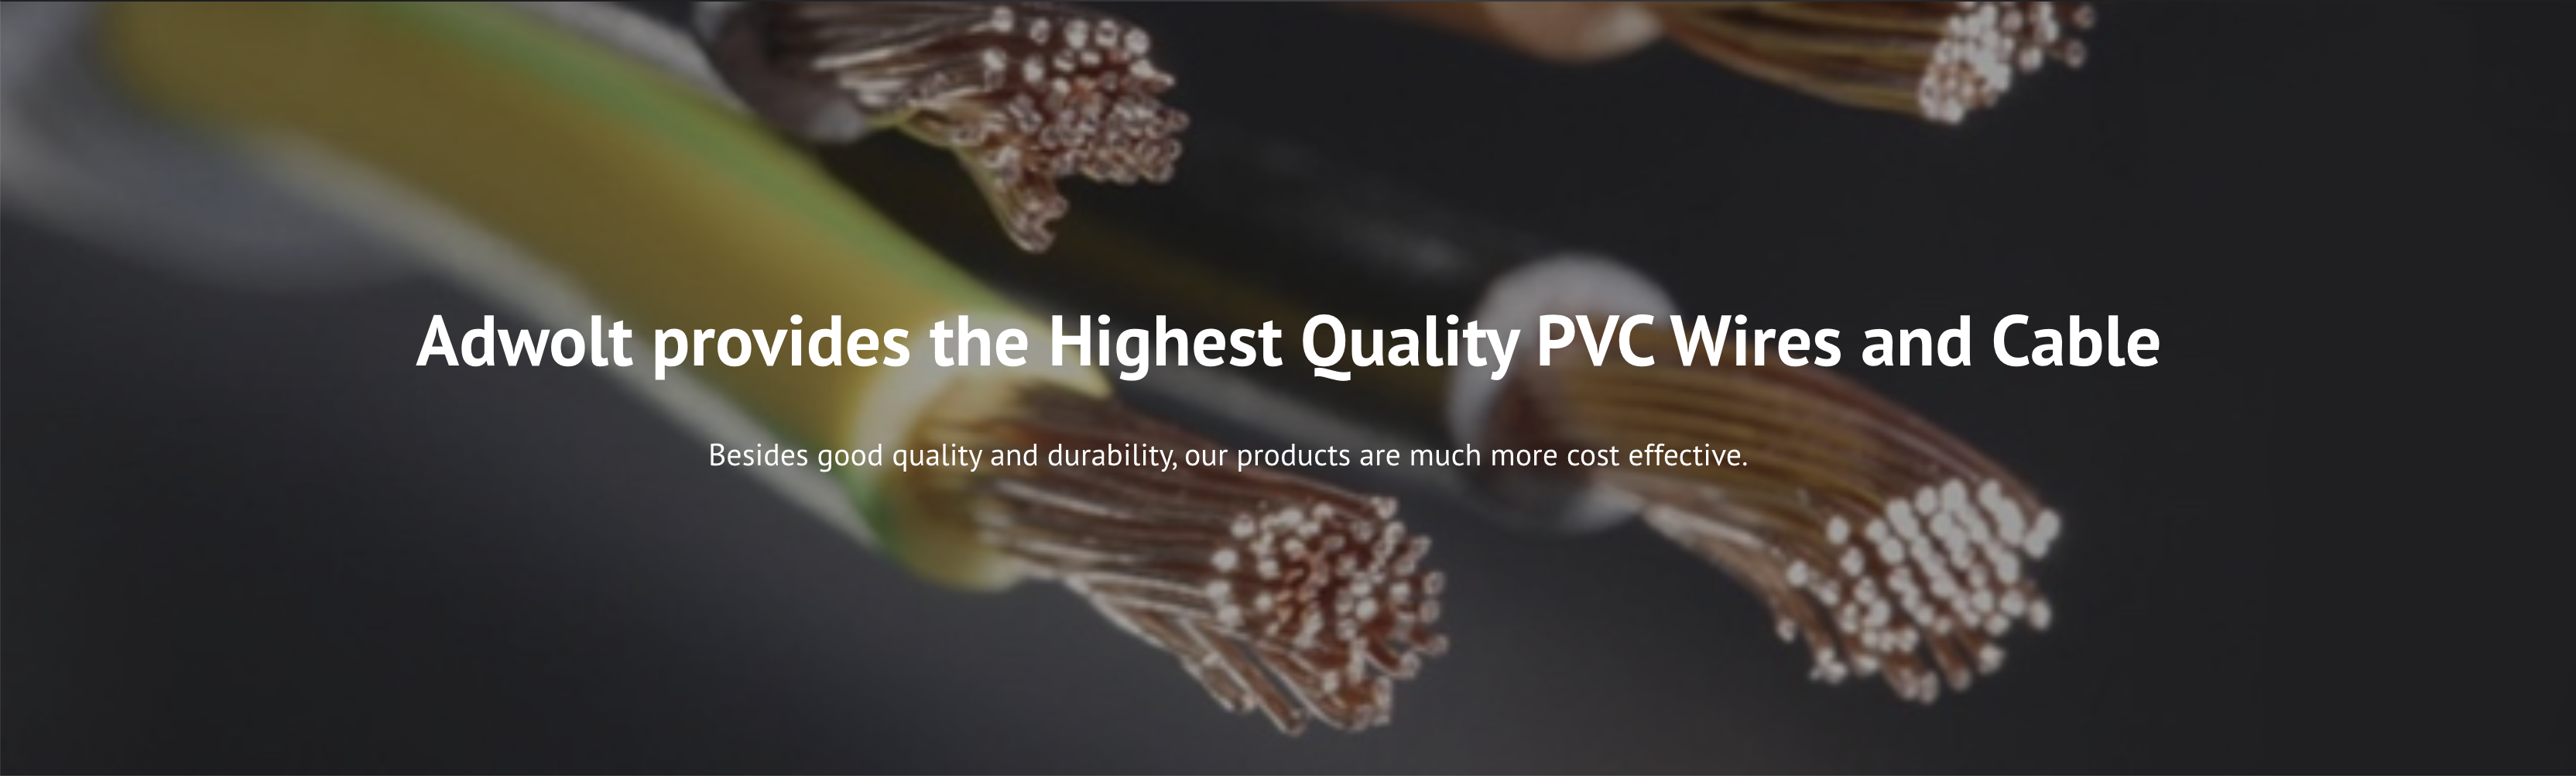 Adwolt provides the Highest Quality PVC Wires and Cable
Besides good quality and durability, our products are much more cost effective.